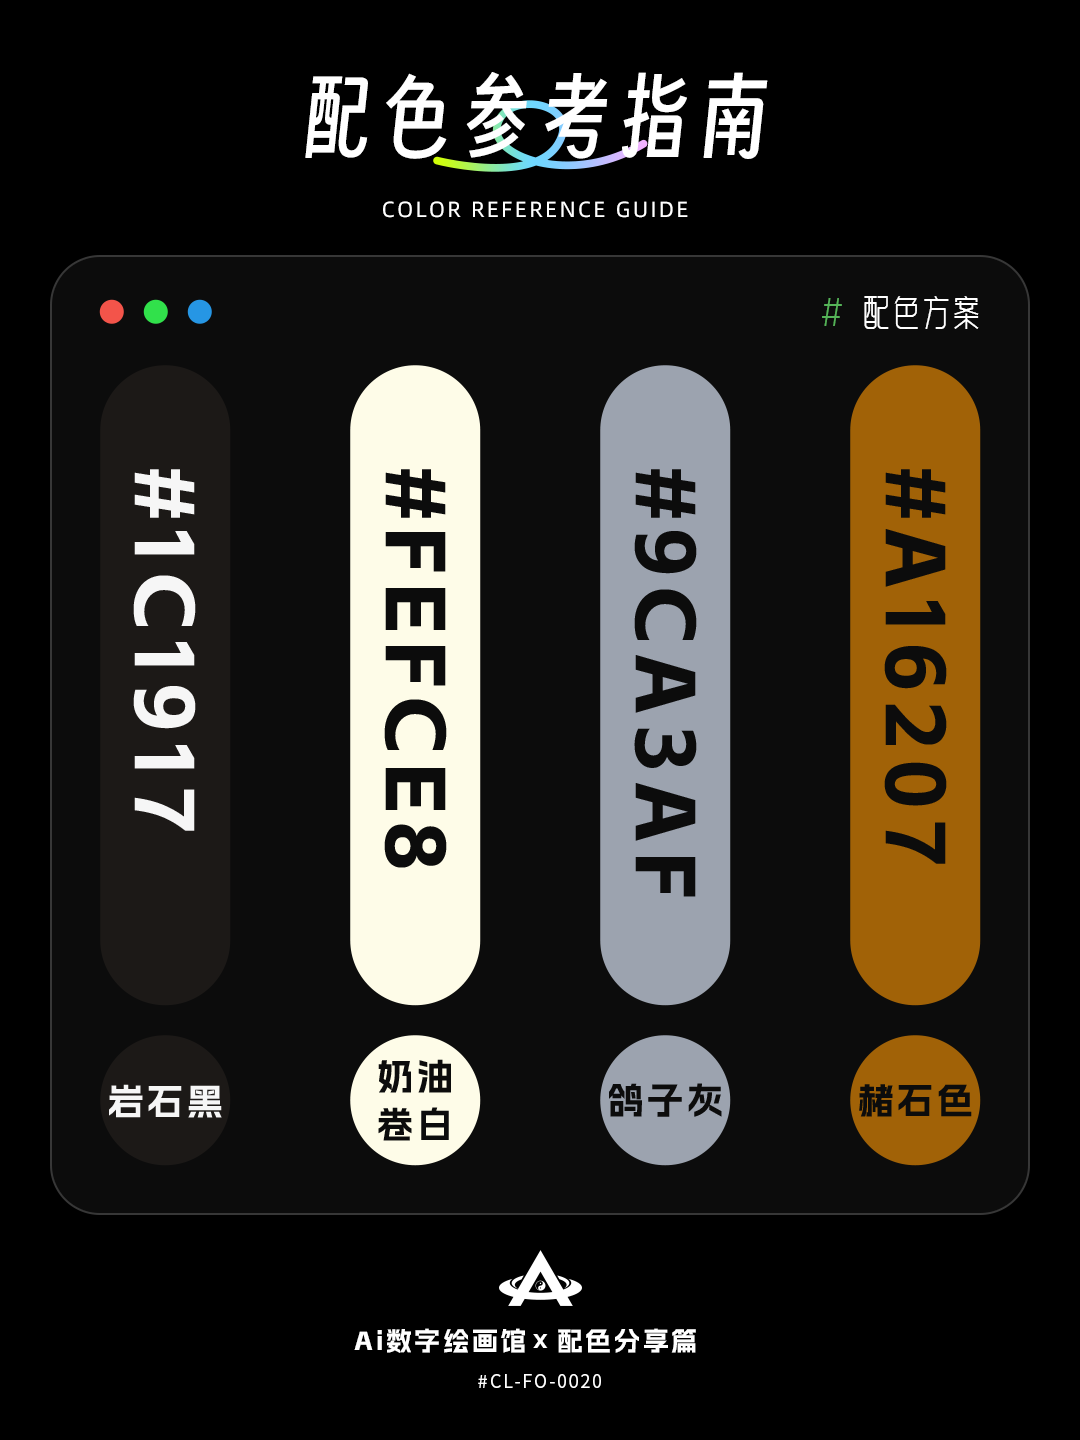 配色参考指南
COLOR REFERENCE GUIDE
# 配色方案
#1C1917
#FEFCE8
#9CA3AF
#A16207
岩石黑
奶油
卷白
鸽子灰
赭石色
Ai数字绘画馆 x 配色分享篇
#CL-FO-0020